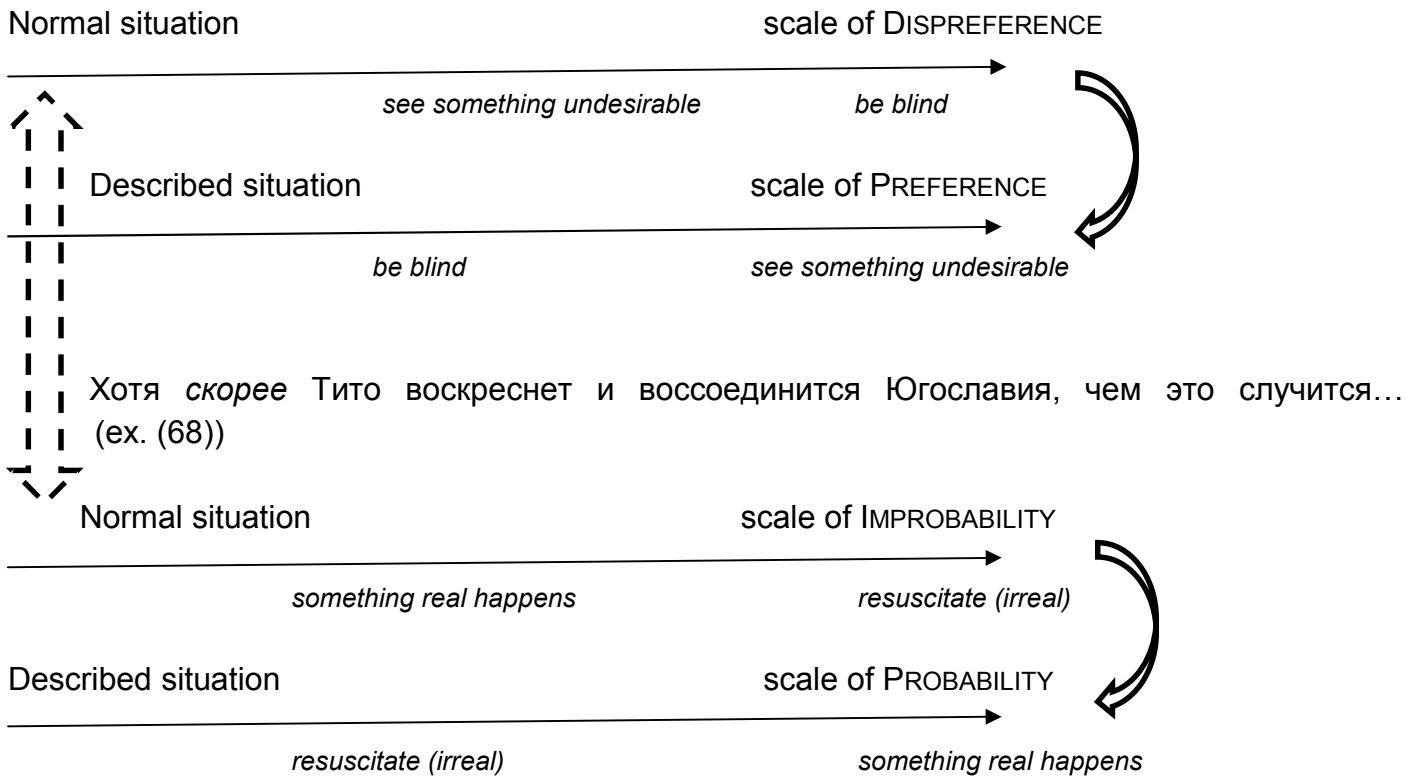 Normal situation scale of DISPREFERENCE
see something undesirable be blind
Described situation scale of PREFERENCE
be blind see something undesirable
Хотя скорее Тито воскреснет и воссоединится Югославия, чем это случится…
(ex. (68))
Normal situation scale of IMPROBABILITY
something real happens resuscitate (irreal)
Described situation scale of PROBABILITY
resuscitate (irreal) something real happens